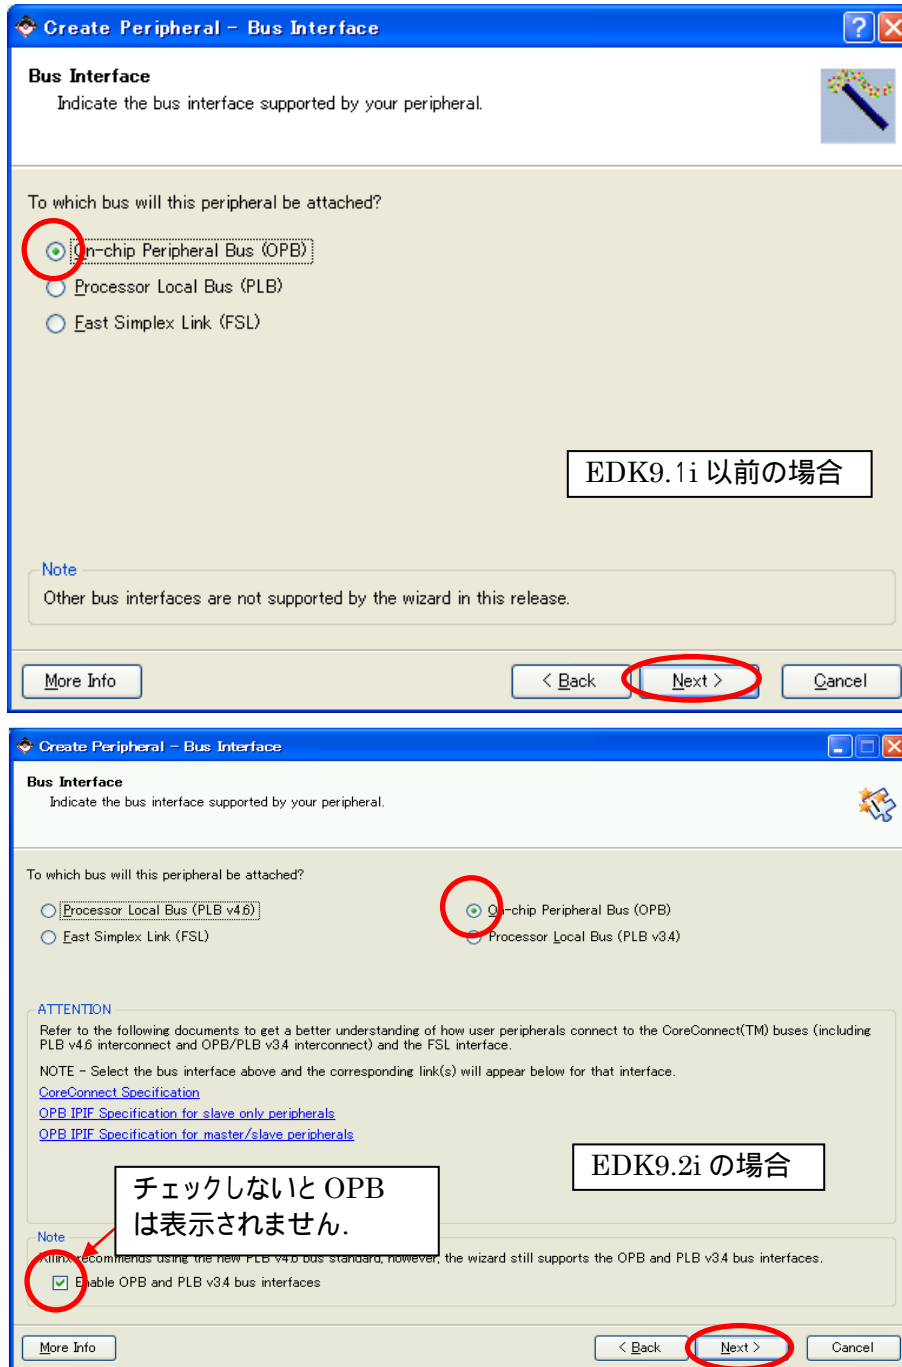 Create Peripheral - Bus Interface
Bus Interface
Indicate the bus interface supported by your peripheral.
To which bus will this peripheral be attached?
On-chip Peripheral Bus (OPB)
Processor Local Bus (PLB)
Fast Simplex Link (FSL)
EDK9.1i 以前の場合
Note
Other bus interfaces are not supported by the wizard in this release.
More Info
< Back
Next >
Cancel
Create Peripheral - Bus Interface
Bus Interface
Indicate the bus interface supported by your peripheral.
To which bus will this peripheral be attached?
Processor Local Bus (PLB v4.6)
On-chip Peripheral Bus (OPB)
Fast Simplex Link (FSL)
Processor Local Bus (PLB v3.4)
ATTENTION
Refer to the following documents to get a better understanding of how user peripherals connect to the CoreConnect(TM) buses (including
PLB v4.6 interconnect and OPB/PLB v3.4 interconnect) and the FSL interface.
NOTE - Select the bus interface above and the corresponding link(s) will appear below for that interface.
CoreConnect Specification
OPB IPIF Specification for slave only peripherals
OPB IPIF Specification for master/slave peripherals
EDK9.2i の場合
チェックしないと OPB
は表示されません.
Note
Xilinx recommends using the new PLB v4.6 bus standard, however, the wizard still supports the OPB and PLB v3.4 bus interfaces.
Enable OPB and PLB v3.4 bus interfaces
More Info
< Back
Next >
Cancel